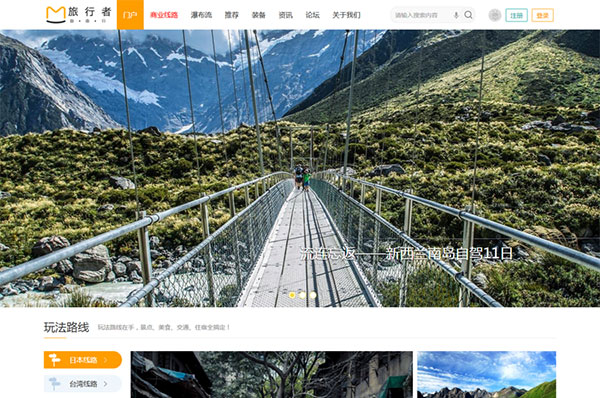 旅行者
门户 商业线路 瀑布流 推荐 装备 资讯 论坛 关于我们
请输入搜索内容
注册 登录
流连忘返——新西兰南岛自驾11日
玩法路线 玩法路线在手,景点、美食、交通、住宿全搞定!
日本线路
台湾线路